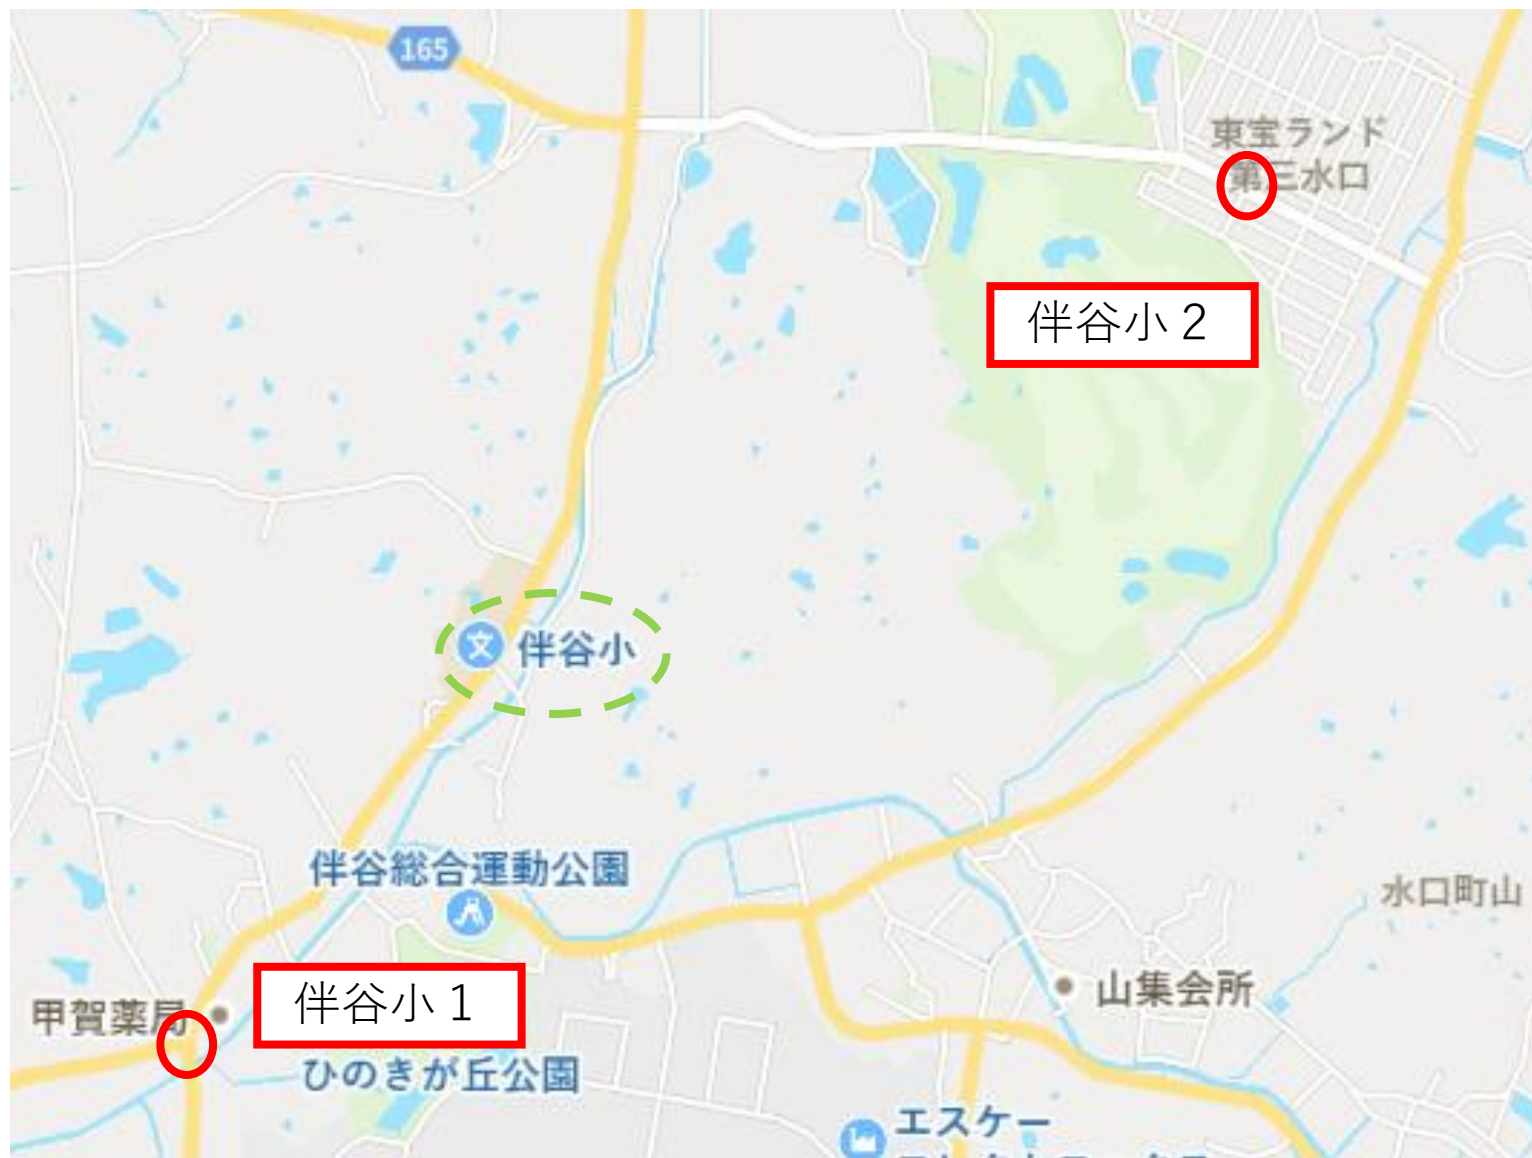 165
東宝ランド
第三水口
伴谷小２
伴谷小
伴谷総合運動公園
水口町山
伴谷小１
甲賀薬局
山集会所
ひのきが丘公園
エスケー